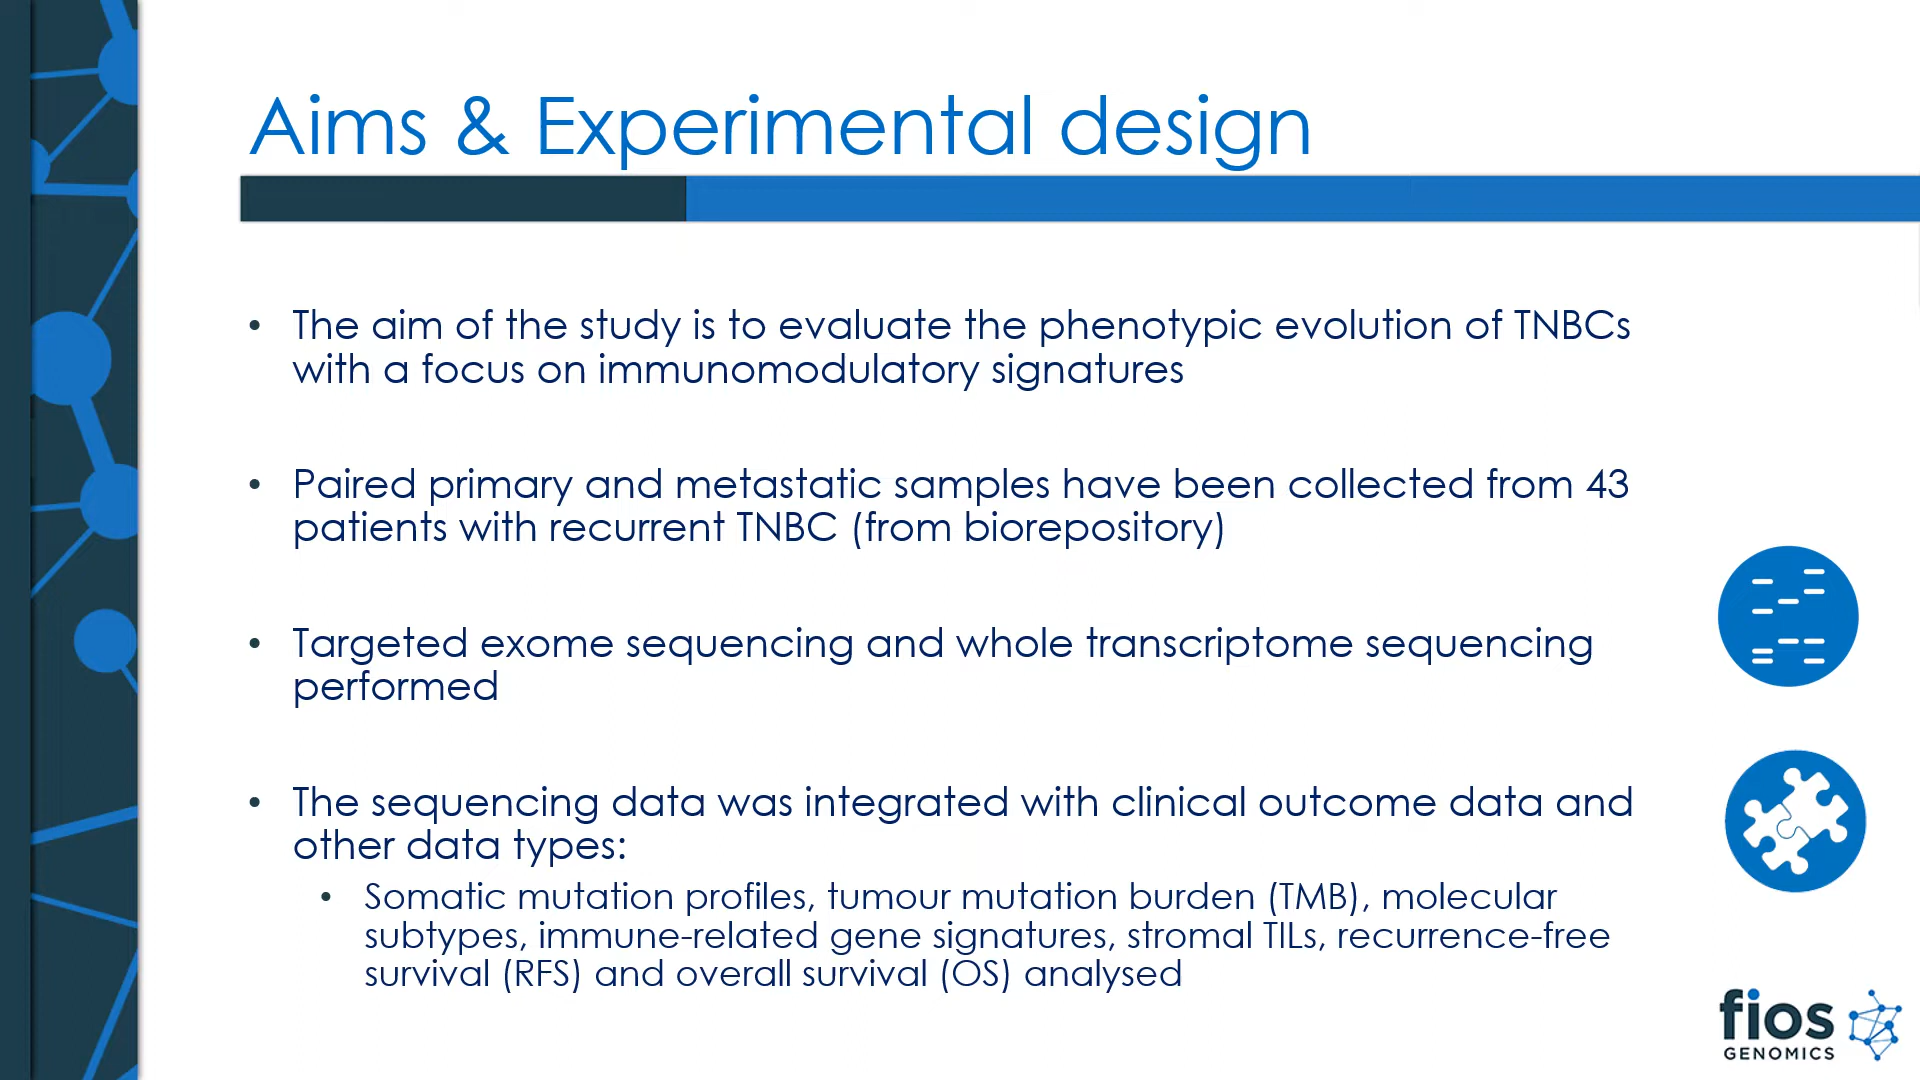 Aims & Experimental design
• The aim of the study is to evaluate the phenotypic evolution of TNBCs
with a focus on immunomodulatory signatures
• Paired primary and metastatic samples have been collected from 43
patients with recurrent TNBC (from biorepository)
• Targeted exome sequencing and whole transcriptome sequencing
performed
• The sequencing data was integrated with clinical outcome data and
other data types:
• Somatic mutation profiles, tumour mutation burden (TMB), molecular
subtypes, immune-related gene signatures, stromal TILs, recurrence-free
survival (RFS) and overall survival (OS) analysed
fios
GENOMICS